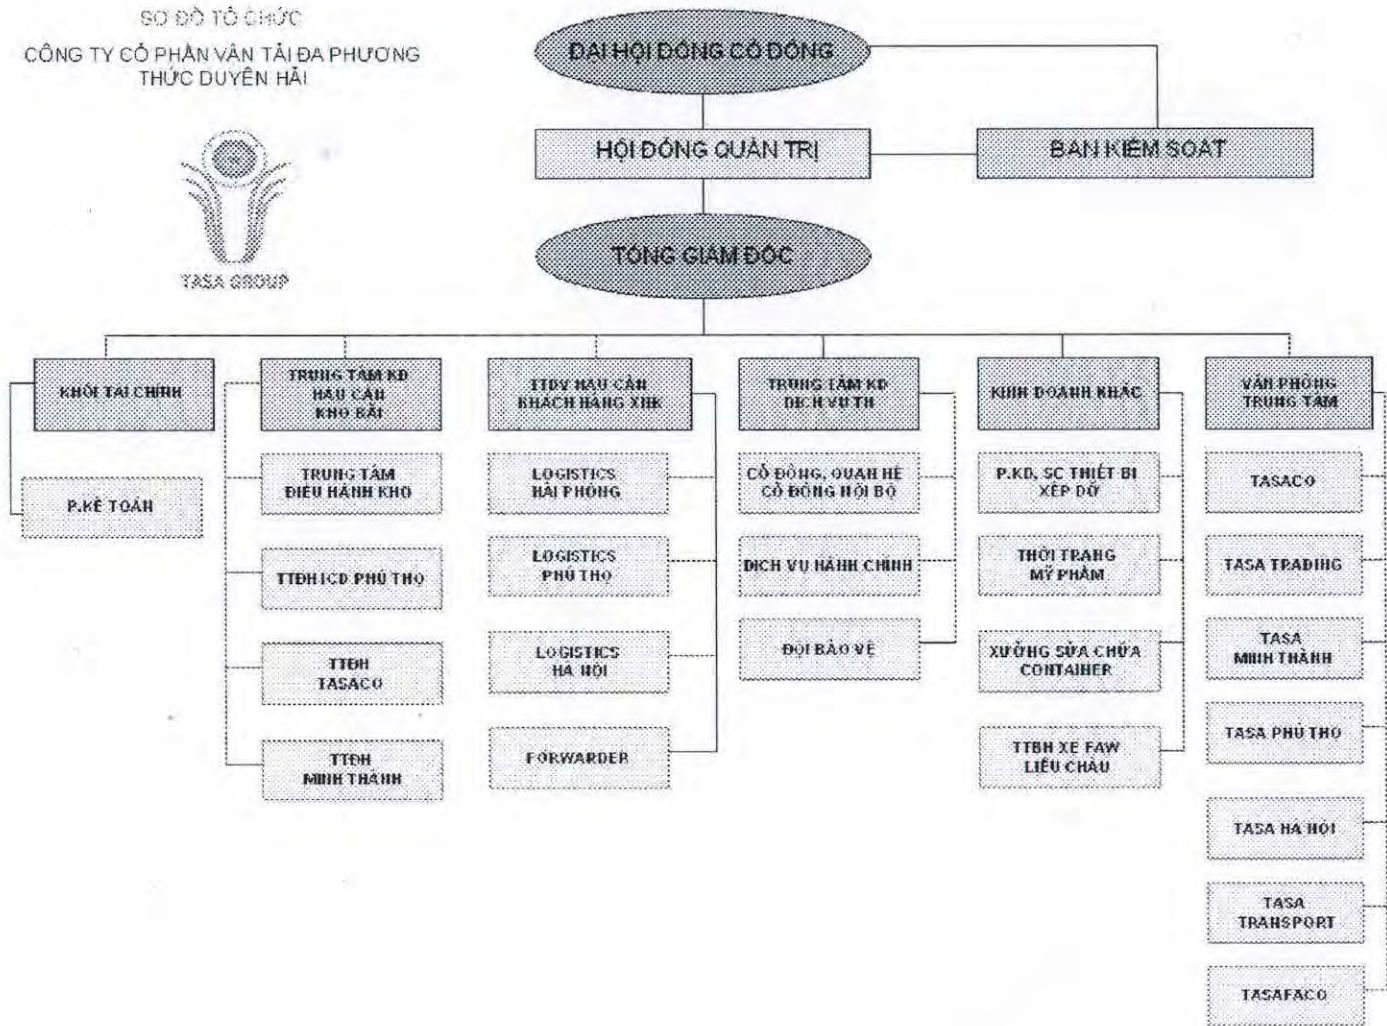 SƠ ĐỒ TỔ CHỨC
CÔNG TY CỔ PHẦN VẬN TẢI ĐA PHƯƠNG
THỨC DUYÊN HẢI
TASA GROUP
ĐẠI HỘI ĐỒNG CỔ ĐÔNG
HỘI ĐỒNG QUẢN TRỊ
BAN KIỂM SOÁT
TỔNG GIÁM ĐỐC
KHỐI TÀI CHÍNH
P.KẾ TOÁN
TRUNG TÂM KD
HẬU CẦN
KHO BÃI
TRUNG TÂM
ĐIỀU HÀNH KHO
TTĐH ICD PHÚ THỌ
TTĐH
TASACO
TTĐH
MINH THÀNH
TTDV HẬU CẦN
KHÁCH HÀNG XNK
LOGISTICS
HẢI PHÒNG
LOGISTICS
PHÚ THỌ
LOGISTICS
HÀ NỘI
FORWARDER
TRUNG TÂM KD
DỊCH VỤ TH
CỔ ĐÔNG, QUAN HỆ
CỔ ĐÔNG NỘI BỘ
DỊCH VỤ HÀNH CHÍNH
ĐỘI BẢO VỆ
KINH DOANH KHÁC
P.KD, SC THIẾT BỊ
XẾP DỠ
THỜI TRANG
MỸ PHẨM
XƯỞNG SỬA CHỮA
CONTAINER
TTBH XE FAW
LIỄU CHÂU
VĂN PHÒNG
TRUNG TÂM
TASACO
TASA TRADING
TASA
MINH THÀNH
TASA PHÚ THỌ
TASA HÀ NỘI
TASA
TRANSPORT
TASAFACO